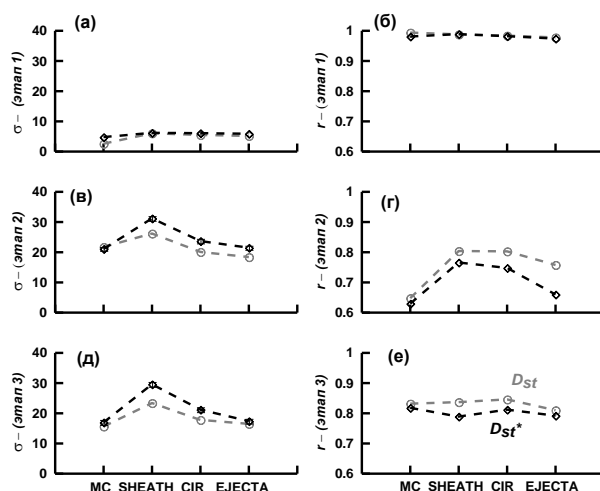 (а)
40
30
20
10
0
σ – (этап 1)
(б)
1
0.9
0.8
0.7
0.6
r – (этап 1)
(в)
40
30
20
10
0
σ – (этап 2)
(г)
1
0.9
0.8
0.7
0.6
r – (этап 2)
(д)
40
30
20
10
0
σ – (этап 3)
MC SHEATH CIR EJECTA
(е)
1
0.9
0.8
0.7
0.6
r – (этап 3)
Dst
Dst*
MC SHEATH CIR EJECTA